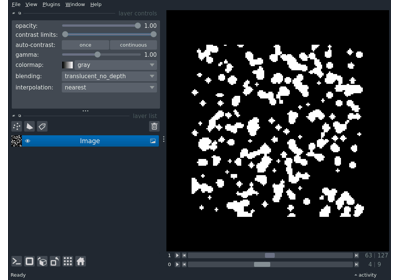 File View Plugins Window Help
layer controls
opacity: 1.00
contrast limits:
auto-contrast: once continuous
gamma: 1.00
colormap: gray
blending: translucent_no_depth
interpolation: nearest
layer list
Image
1 63 127
0 4 9
Ready activity